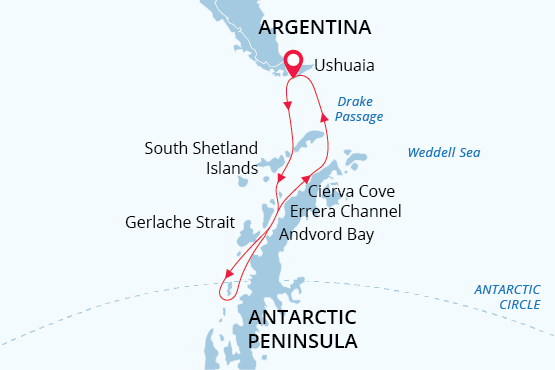 ARGENTINA
Ushuaia
Drake
Passage
Weddell Sea
South Shetland
Islands
Cierva Cove
Errera Channel
Gerlache Strait
Andvord Bay
ANTARCTIC
CIRCLE
ANTARCTIC
PENINSULA